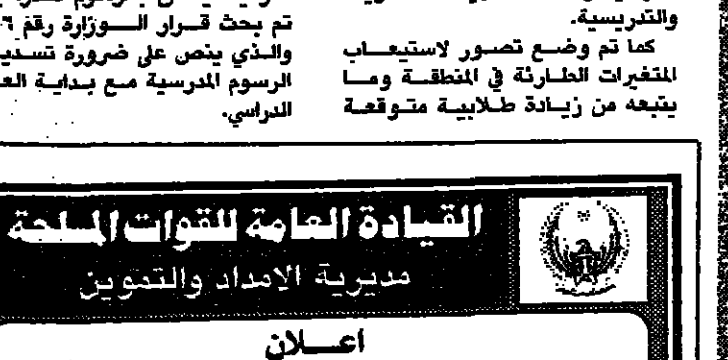 والتدريسية.
كما تم وضع تصور لاستيعاب
المتغيرات الطارئة في المنطقة وما
يتبعه من زيادة طلابية متوقعة
تم بحث قرار الوزارة رقم ٦
والذي ينص على ضرورة تسديد
الرسوم المدرسية مع بداية
الدراسي.
القيادة العامة للقوات المسلحة
مديرية الامداد والتموين
اعلان